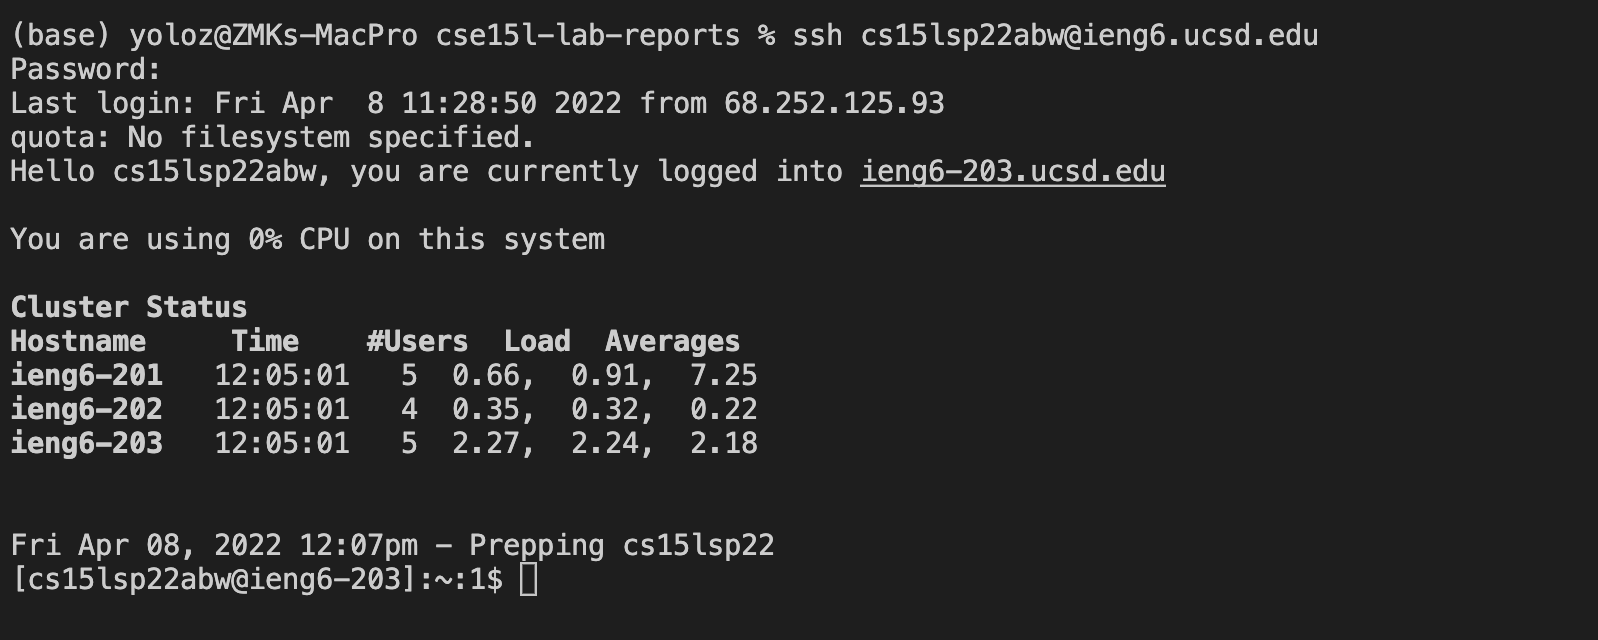 (base) yoloz@ZMKs-MacPro cse15l-lab-reports % ssh cs15lsp22abw@ieng6.ucsd.edu
Password:
Last login: Fri Apr  8 11:28:50 2022 from 68.252.125.93
quota: No filesystem specified.
Hello cs15lsp22abw, you are currently logged into ieng6-203.ucsd.edu
You are using 0% CPU on this system
Cluster Status
Hostname     Time    #Users  Load  Averages
ieng6-201   12:05:01   5  0.66,  0.91,  7.25
ieng6-202   12:05:01   4  0.35,  0.32,  0.22
ieng6-203   12:05:01   5  2.27,  2.24,  2.18
Fri Apr 08, 2022 12:07pm - Prepping cs15lsp22
[cs15lsp22abw@ieng6-203]:~:1$